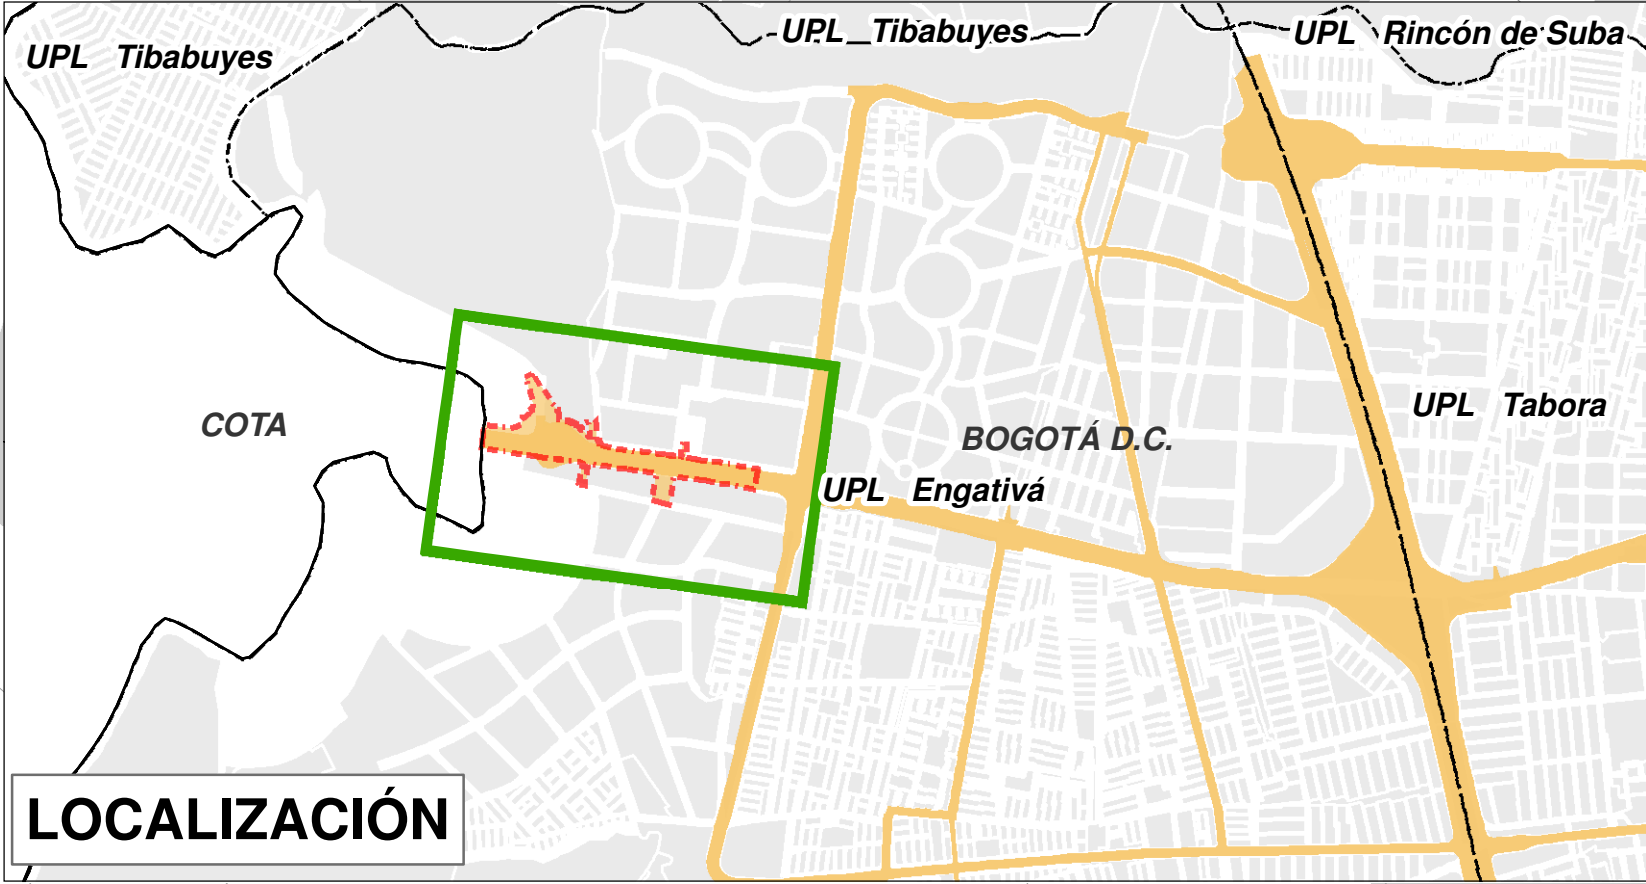 UPL Tibabuyes
UPL Tibabuyes
UPL Rincón de Suba
COTA
BOGOTÁ D.C.
UPL Tabora
UPL Engativá
LOCALIZACIÓN